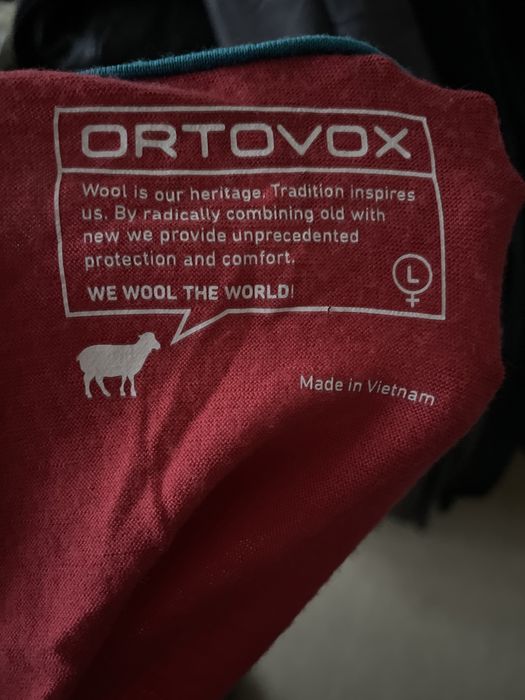 ORTOVOX
Wool is our heritage. Tradition inspires
us. By radically combining old with
new we provide unprecedented
protection and comfort.
WE WOOL THE WORLD!
L
Made in Vietnam